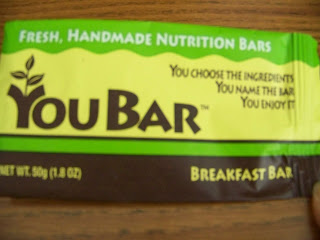 FRESH, HANDMADE NUTRITION BARS
YOU CHOOSE THE INGREDIENTS
YOU NAME THE BAR
YOU ENJOY IT
YOUBAR™
NET WT. 50g (1.8 OZ)
BREAKFAST BAR